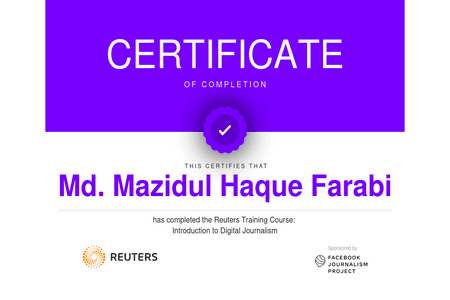 CERTIFICATE
OF COMPLETION
THIS CERTIFIES THAT
Md. Mazidul Haque Farabi
has completed the Reuters Training Course:
Introduction to Digital Journalism
REUTERS
Sponsored by
FACEBOOK
JOURNALISM
PROJECT